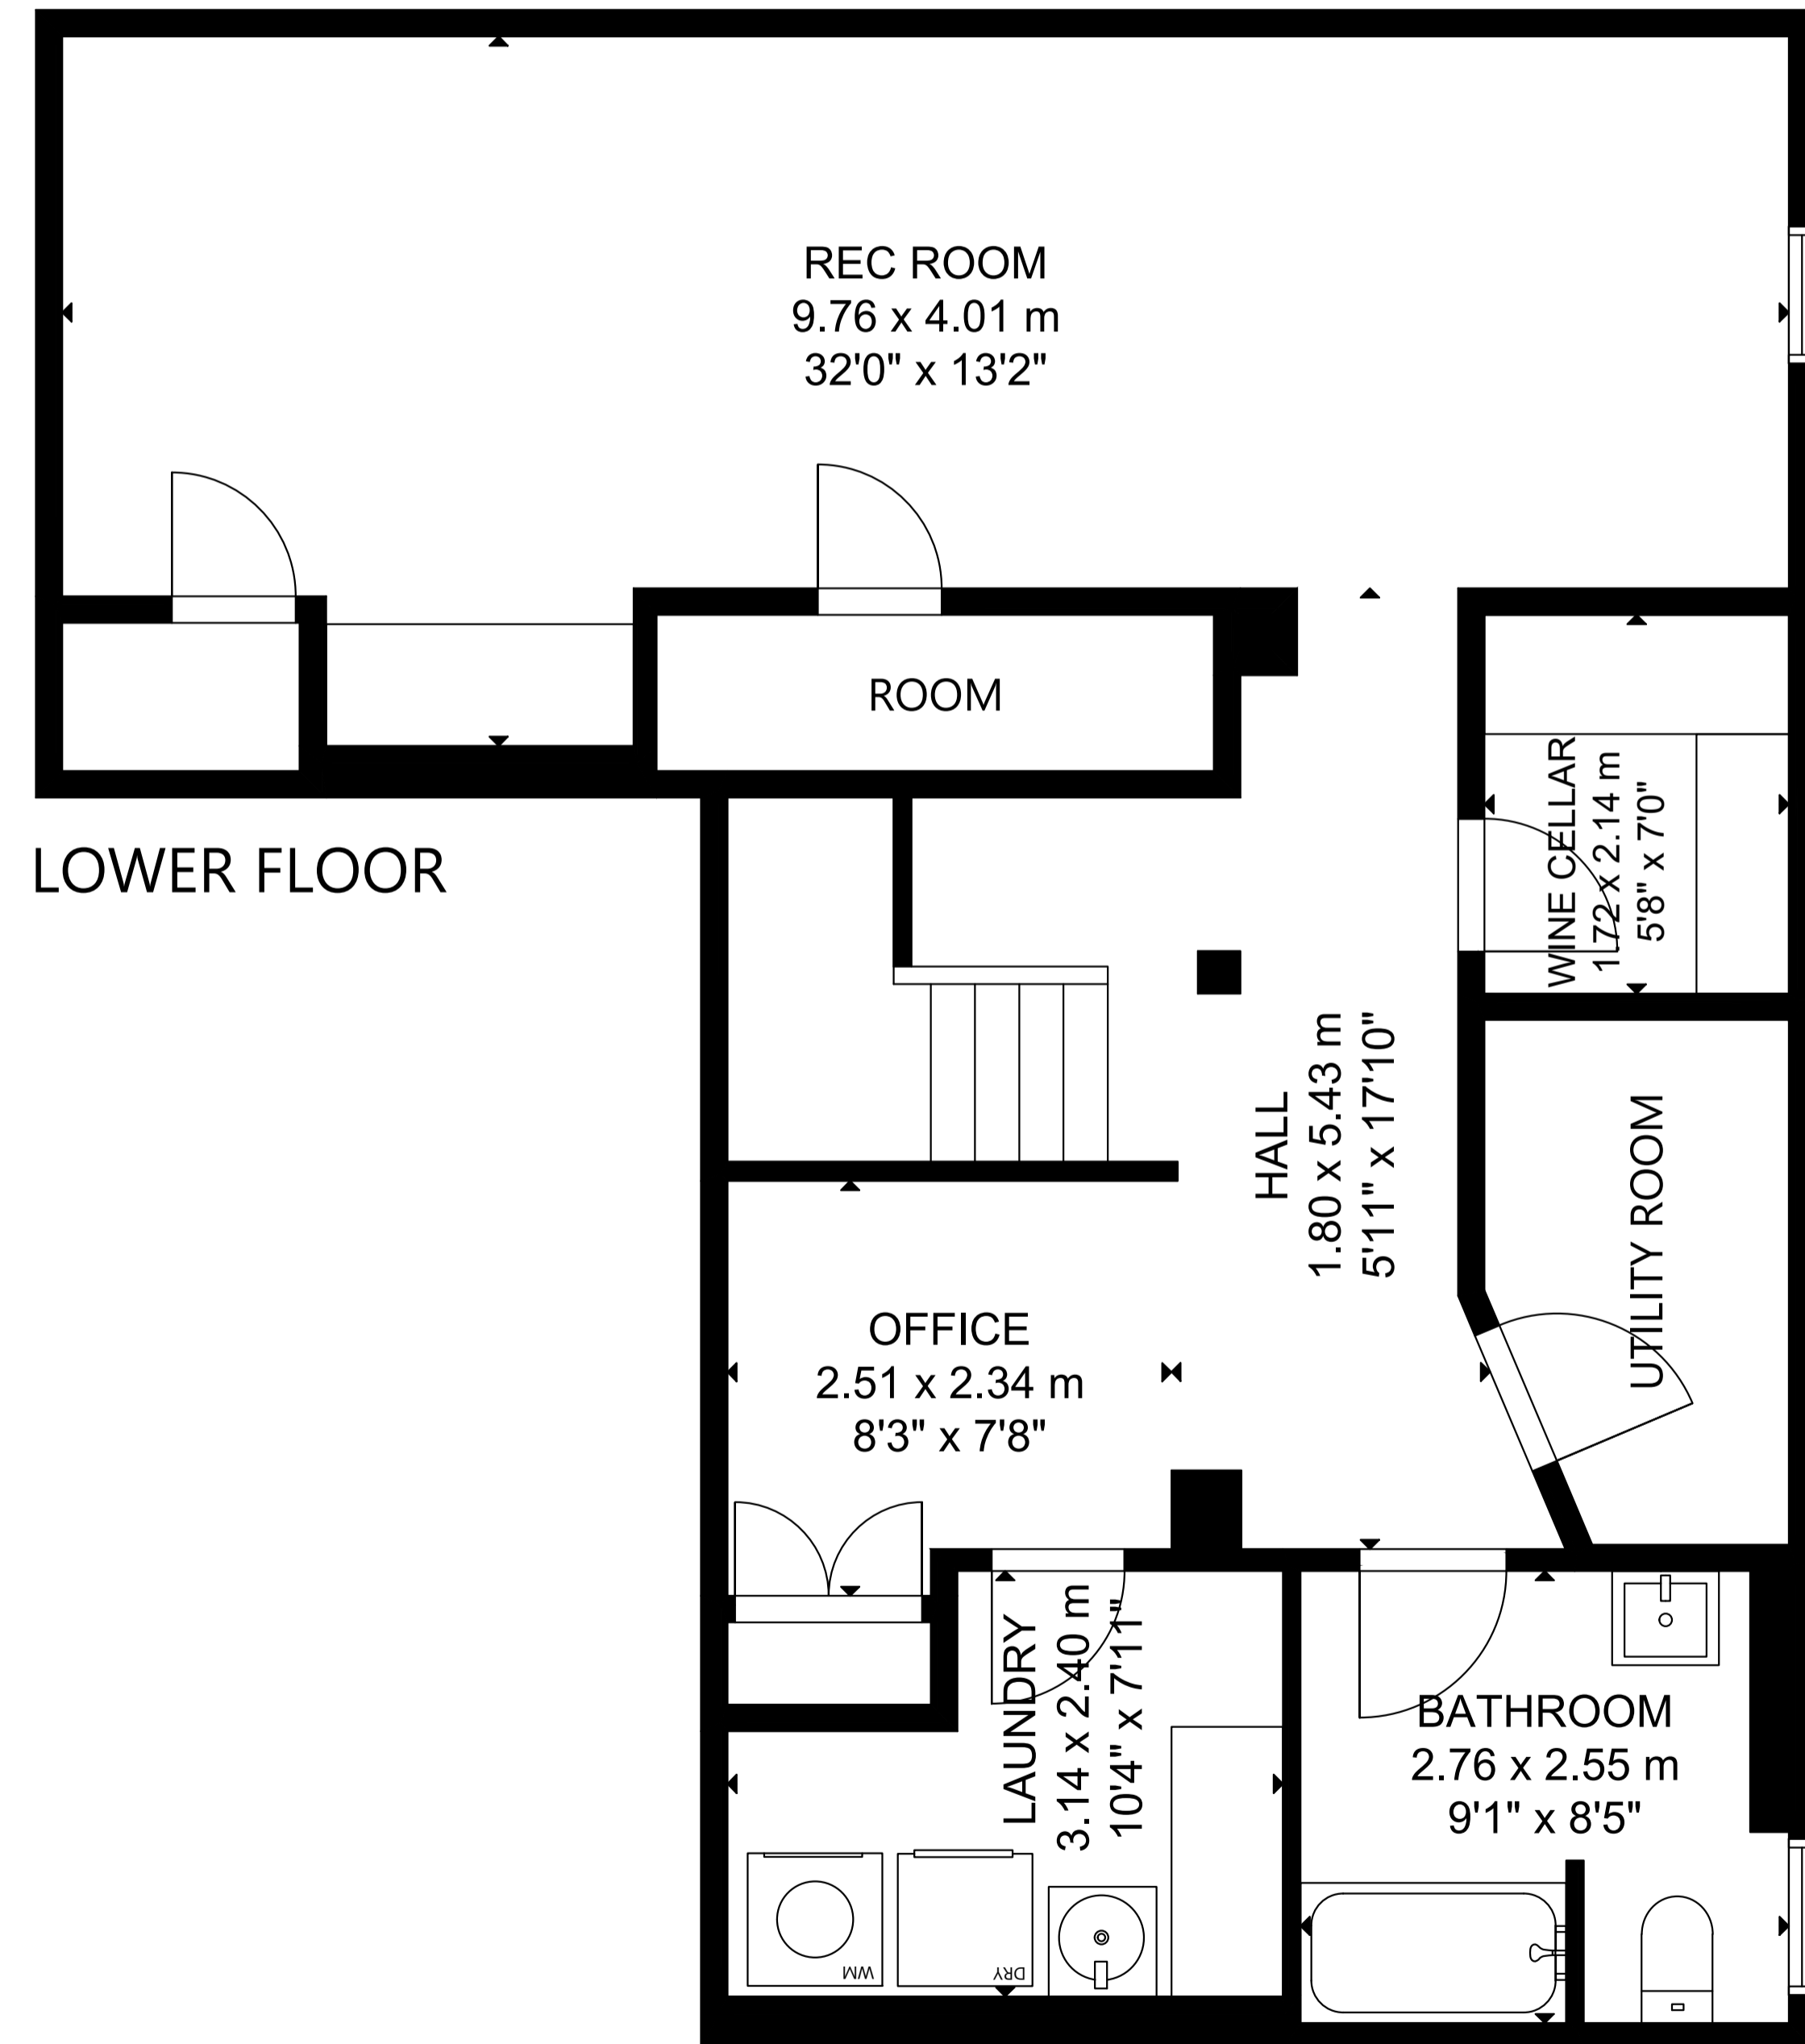 REC ROOM
9.76 x 4.01 m
32'0" x 13'2"
ROOM
LOWER FLOOR
WINE CELLAR
1.72 x 2.14 m
5'8" x 7'0"
HALL
1.80 x 5.43 m
5'11" x 17'10"
UTILITY ROOM
OFFICE
2.51 x 2.34 m
8'3" x 7'8"
LAUNDRY
3.14 x 2.40 m
10'4" x 7'11"
BATHROOM
2.76 x 2.55 m
9'1" x 8'5"
WM
DRY